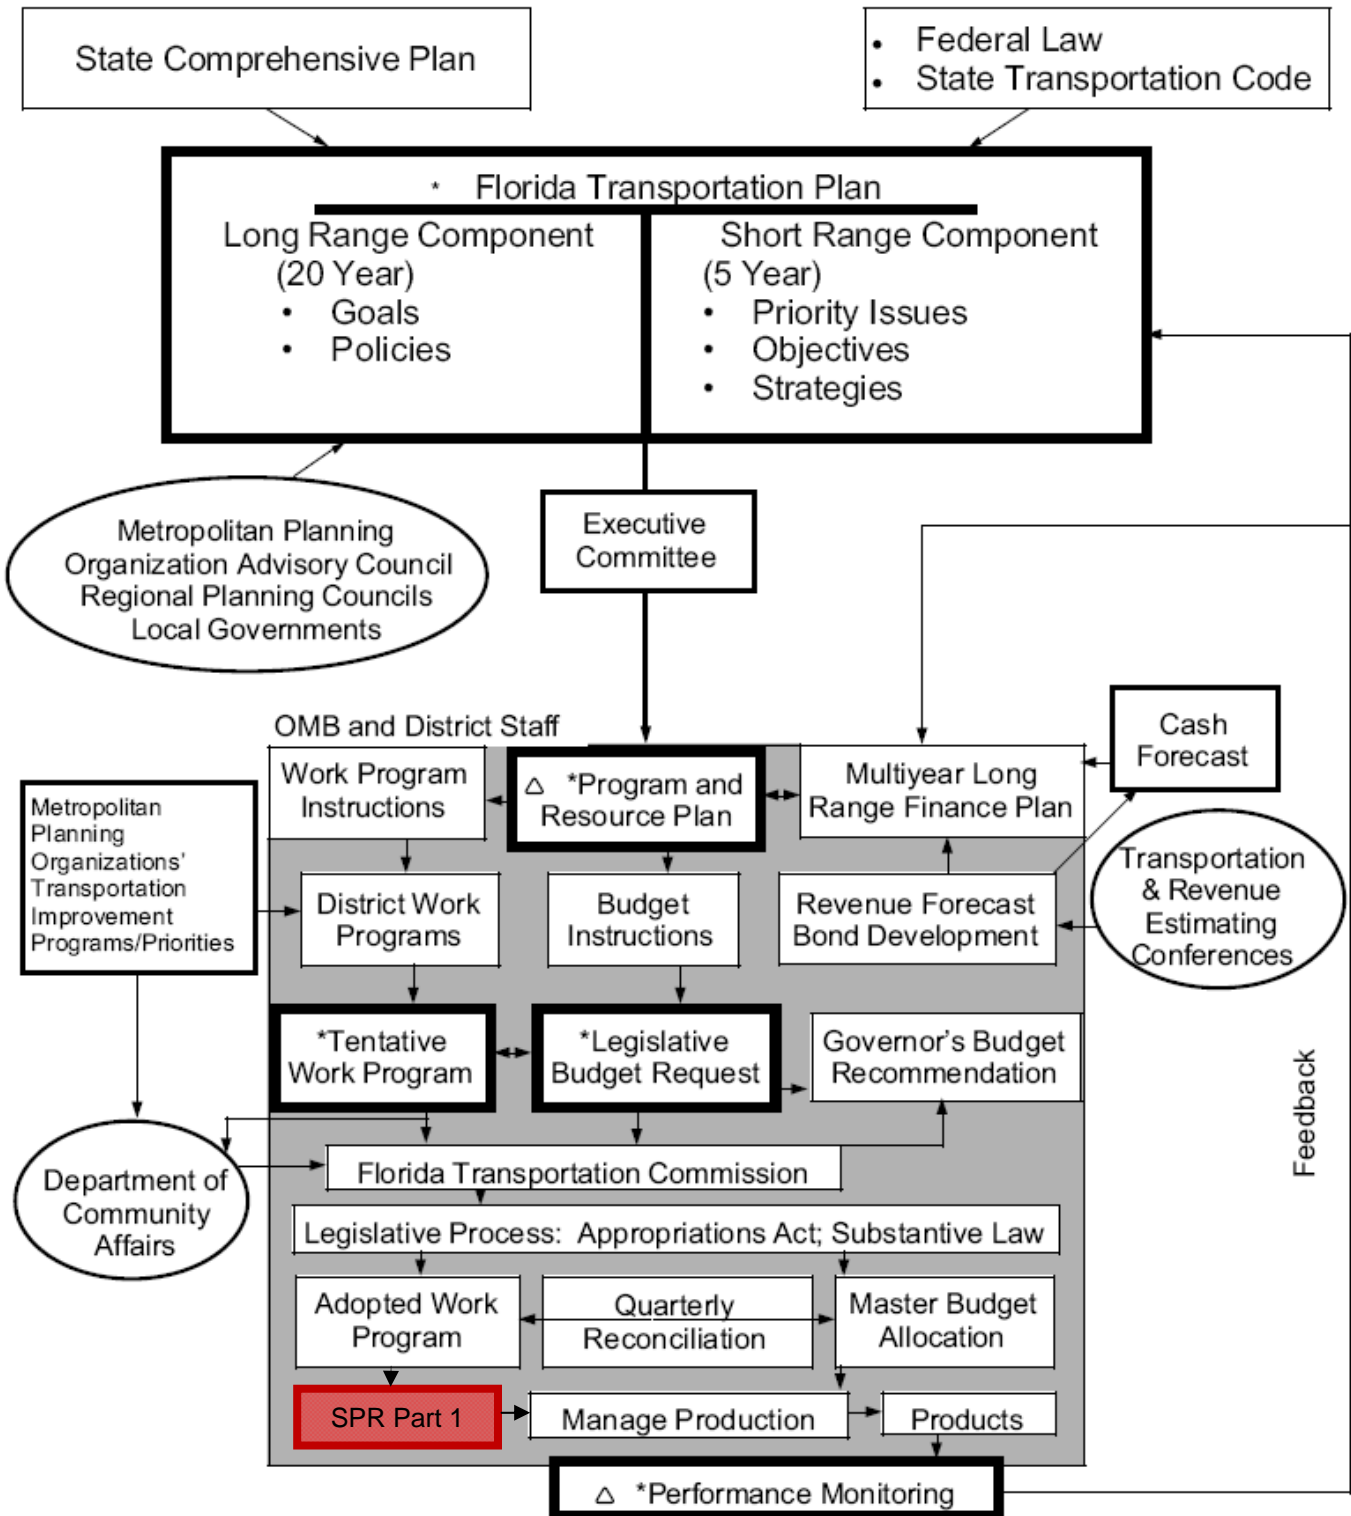 State Comprehensive Plan
• Federal Law
• State Transportation Code
* Florida Transportation Plan
Long Range Component
(20 Year)
• Goals
• Policies
Short Range Component
(5 Year)
• Priority Issues
• Objectives
• Strategies
Metropolitan Planning
Organization Advisory Council
Regional Planning Councils
Local Governments
Executive
Committee
OMB and District Staff
Work Program
Instructions
△ *Program and
Resource Plan
Multiyear Long
Range Finance Plan
Cash
Forecast
Metropolitan
Planning
Organizations'
Transportation
Improvement
Programs/Priorities
District Work
Programs
Budget
Instructions
Revenue Forecast
Bond Development
Transportation
& Revenue
Estimating
Conferences
*Tentative
Work Program
*Legislative
Budget Request
Governor's Budget
Recommendation
Feedback
Department of
Community
Affairs
Florida Transportation Commission
Legislative Process: Appropriations Act; Substantive Law
Adopted Work
Program
Quarterly
Reconciliation
Master Budget
Allocation
SPR Part 1
Manage Production
Products
△ *Performance Monitoring